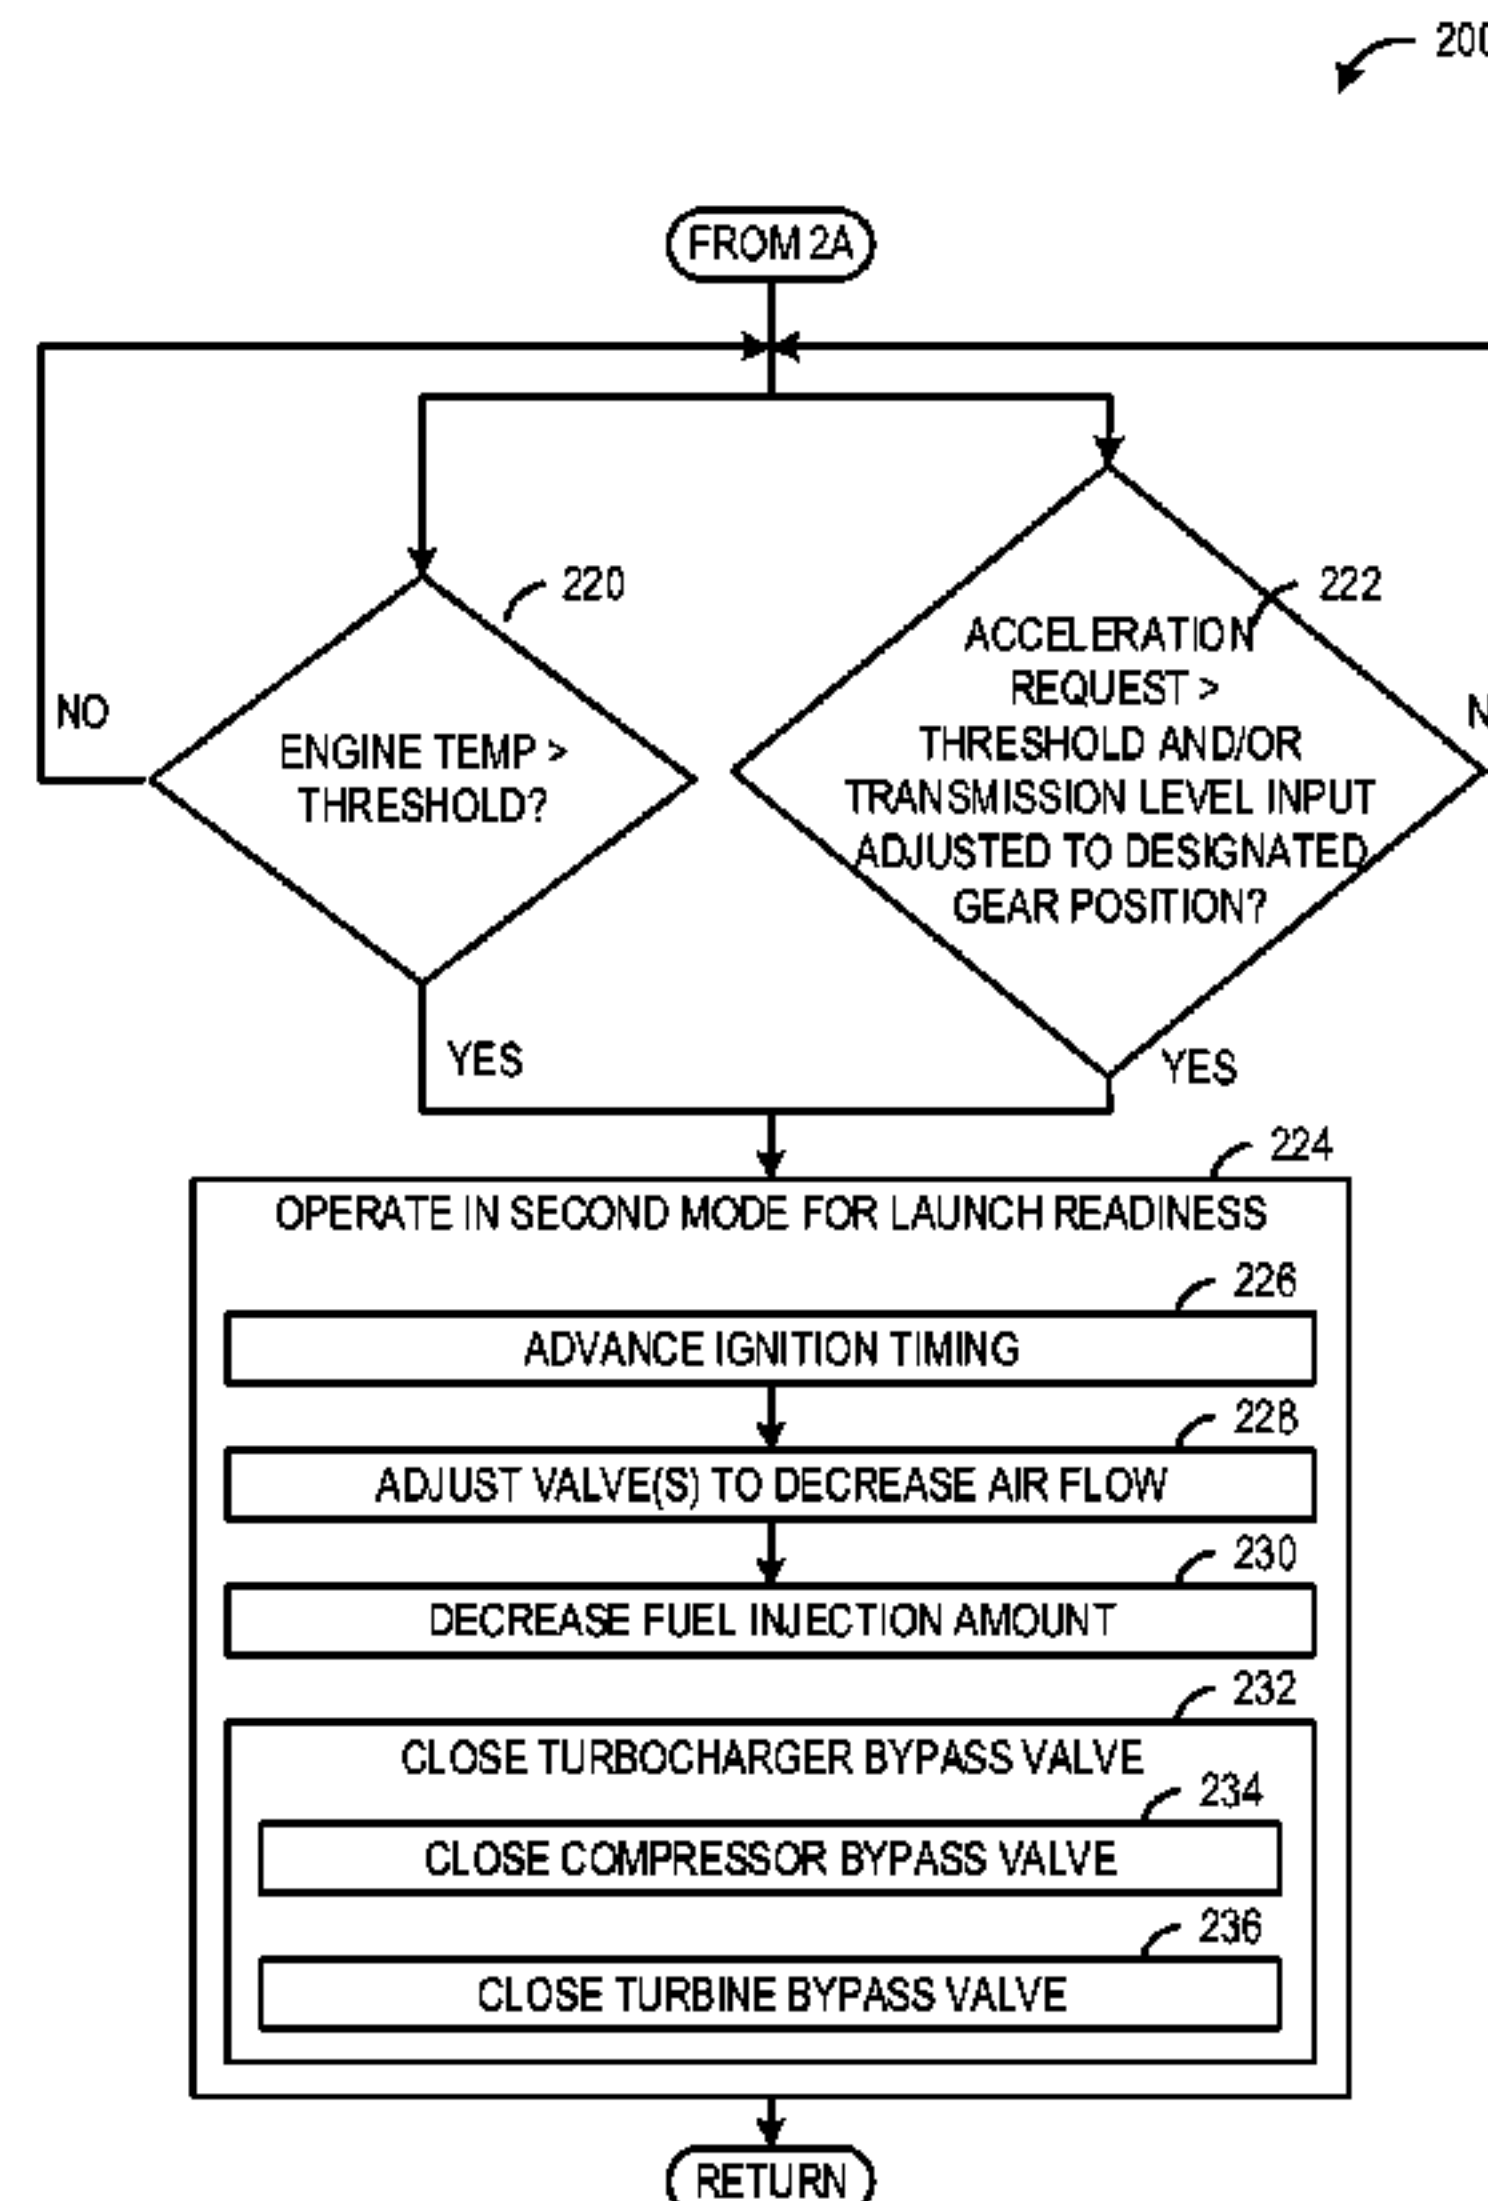 200
FROM 2A
220
222
NO
ENGINE TEMP >
THRESHOLD?
ACCELERATION
REQUEST >
THRESHOLD AND/OR
TRANSMISSION LEVEL INPUT
ADJUSTED TO DESIGNATED
GEAR POSITION?
YES
YES
224
OPERATE IN SECOND MODE FOR LAUNCH READINESS
226
ADVANCE IGNITION TIMING
228
ADJUST VALVE(S) TO DECREASE AIR FLOW
230
DECREASE FUEL INJECTION AMOUNT
232
CLOSE TURBOCHARGER BYPASS VALVE
234
CLOSE COMPRESSOR BYPASS VALVE
236
CLOSE TURBINE BYPASS VALVE
RETURN